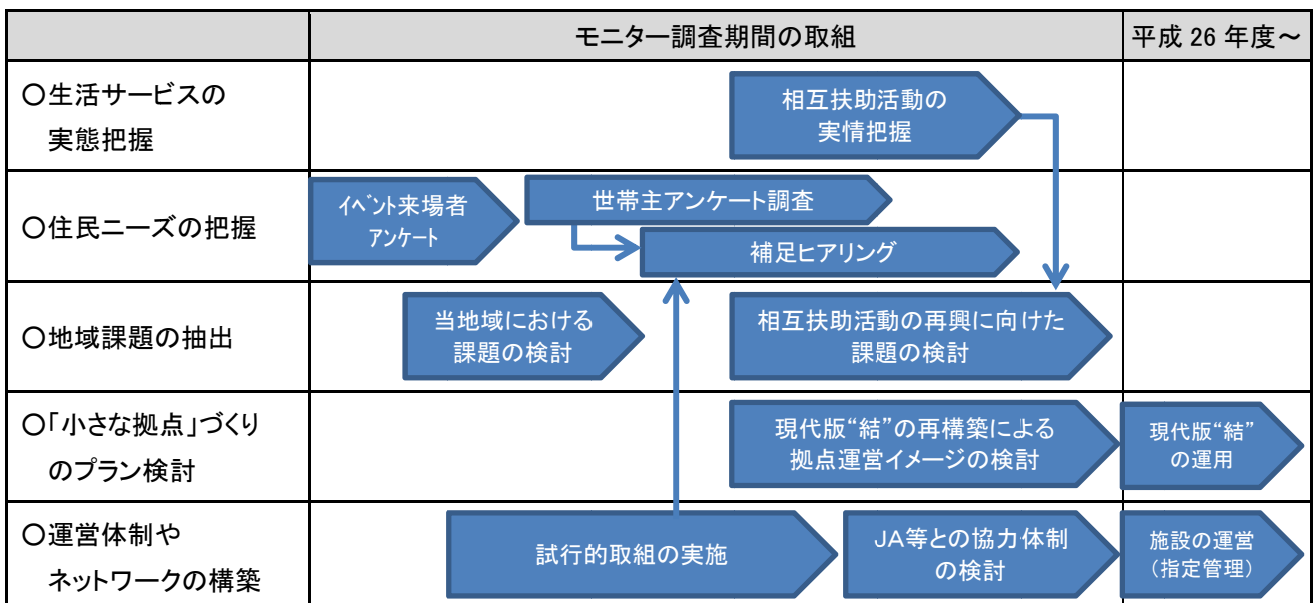 モニター調査期間の取組
平成 26 年度～
〇生活サービスの
実態把握
相互扶助活動の
実情把握
〇住民ニーズの把握
ｲﾍﾞﾝﾄ来場者
ｱﾝｹｰﾄ
世帯主アンケート調査
補足ヒアリング
〇地域課題の抽出
当地域における
課題の検討
相互扶助活動の再興に向けた
課題の検討
〇「小さな拠点」づくり
のプラン検討
現代版“結”の再構築による
拠点運営イメージの検討
現代版“結”
の運用
〇運営体制や
ネットワークの構築
試行的取組の実施
JA等との協力体制
の検討
施設の運営
（指定管理）